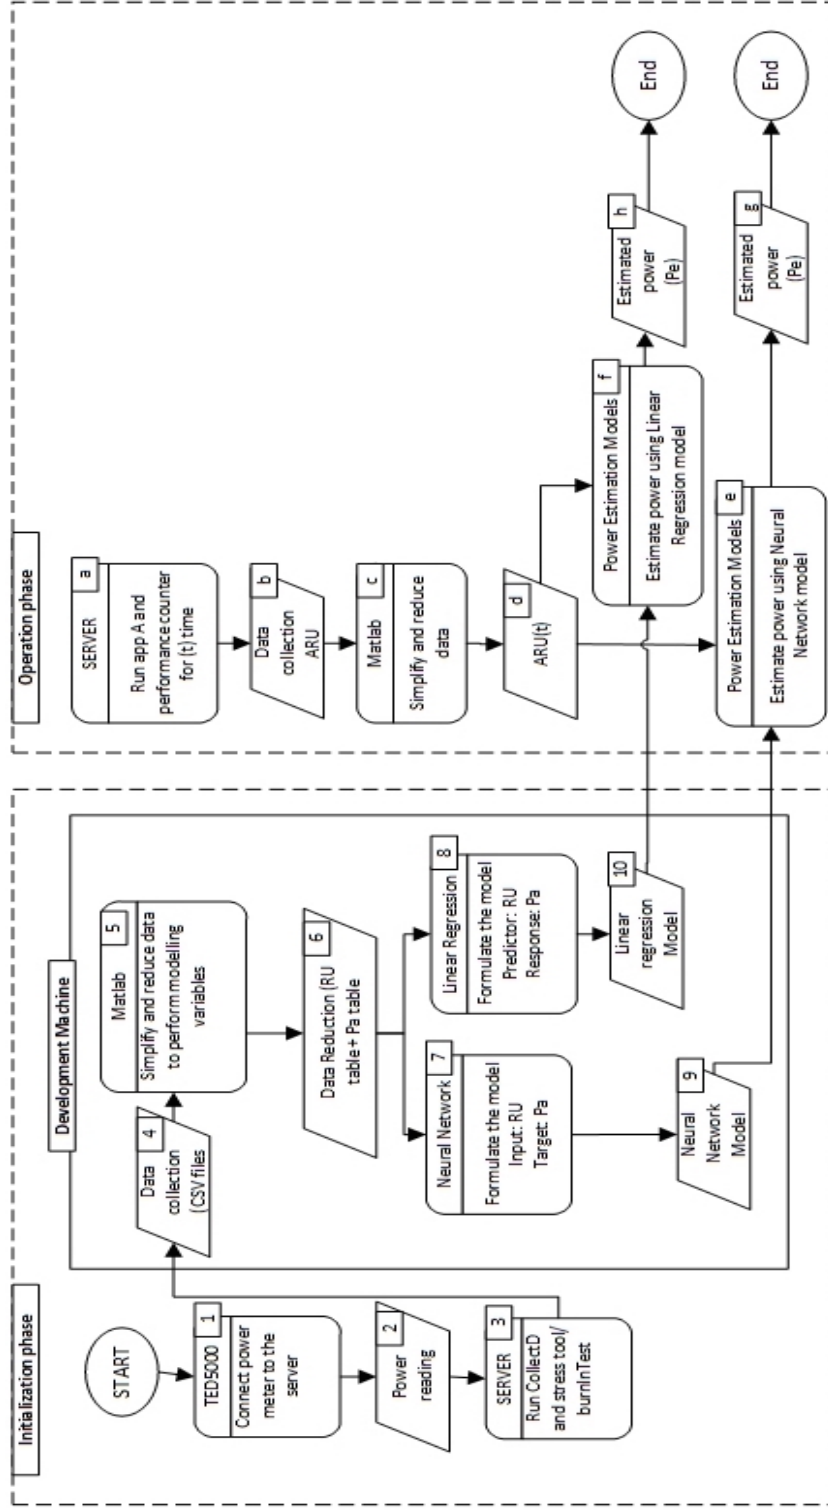 Initialization phase
START
1
TED5000
Connect power
meter to the
server
2
Power
reading
3
SERVER
Run CollectD
and stress tool/
burnInTest
Development Machine
4
Data
collection
(CSV files
5
Matlab
Simplify and reduce data
to perform modelling
variables
6
Data Reduction (RU
table + Pa table
7
Neural Network
Formulate the model
Input: RU
Target: Pa
8
Linear Regression
Formulate the model
Predictor: RU
Response: Pa
9
Neural
Network
Model
10
Linear
regression
Model
Operation phase
a
SERVER
Run app A and
performance counter
for (t) time
b
Data
collection
ARU
c
Matlab
Simplify and reduce
data
d
ARU(t)
f
Power Estimation Models
Estimate power using Linear
Regression model
e
Power Estimation Models
Estimate power using Neural
Network model
h
Estimated
power
(Pe)
End
g
Estimated
power
(Pe)
End